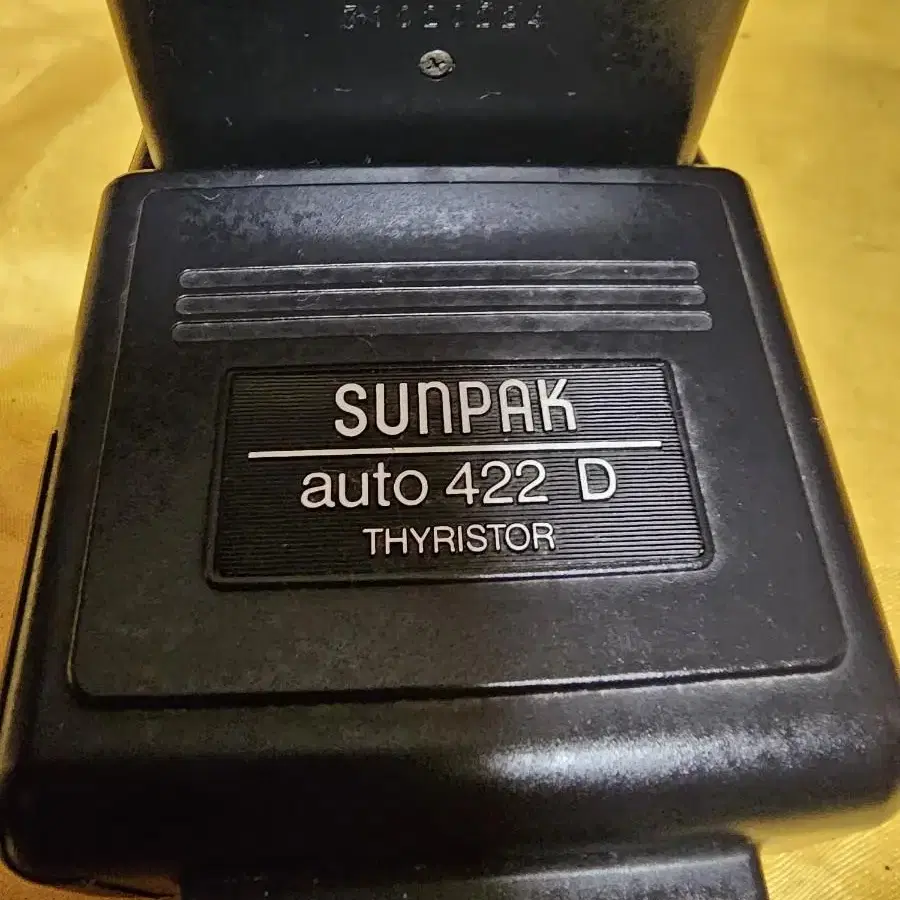 SUNPAK
auto 422 D
THYRISTOR